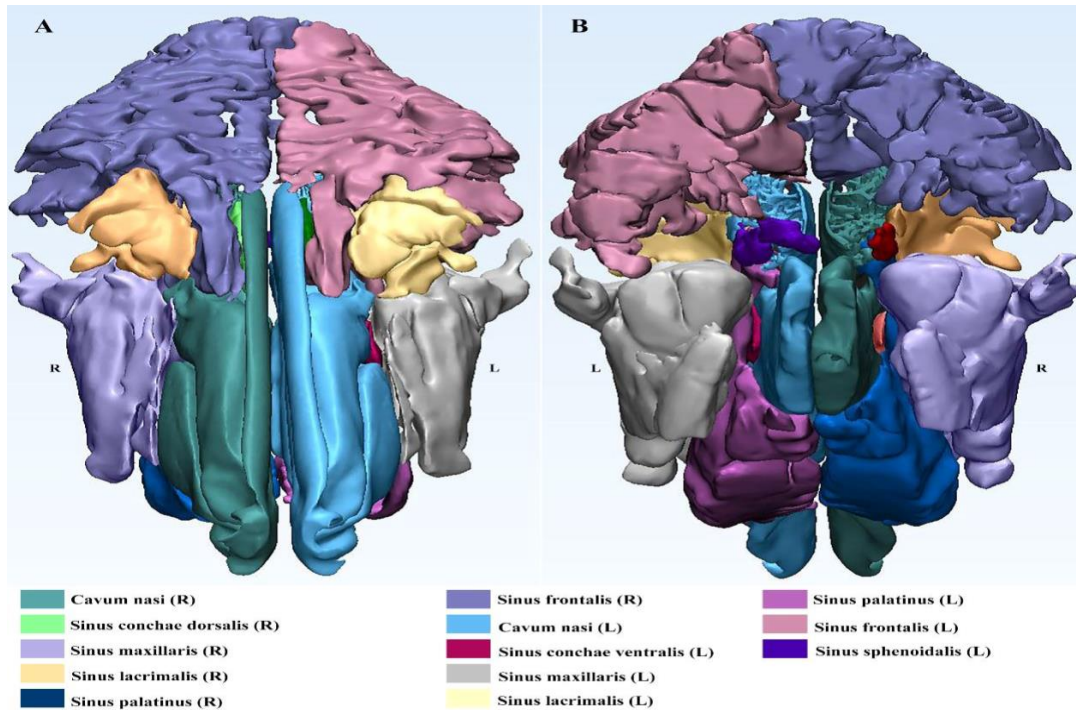 A
B
R
L
L
R
Cavum nasi (R)
Sinus conchae dorsalis (R)
Sinus maxillaris (R)
Sinus lacrimalis (R)
Sinus palatinus (R)
Sinus frontalis (R)
Cavum nasi (L)
Sinus conchae ventralis (L)
Sinus maxillaris (L)
Sinus lacrimalis (L)
Sinus palatinus (L)
Sinus frontalis (L)
Sinus sphenoidalis (L)